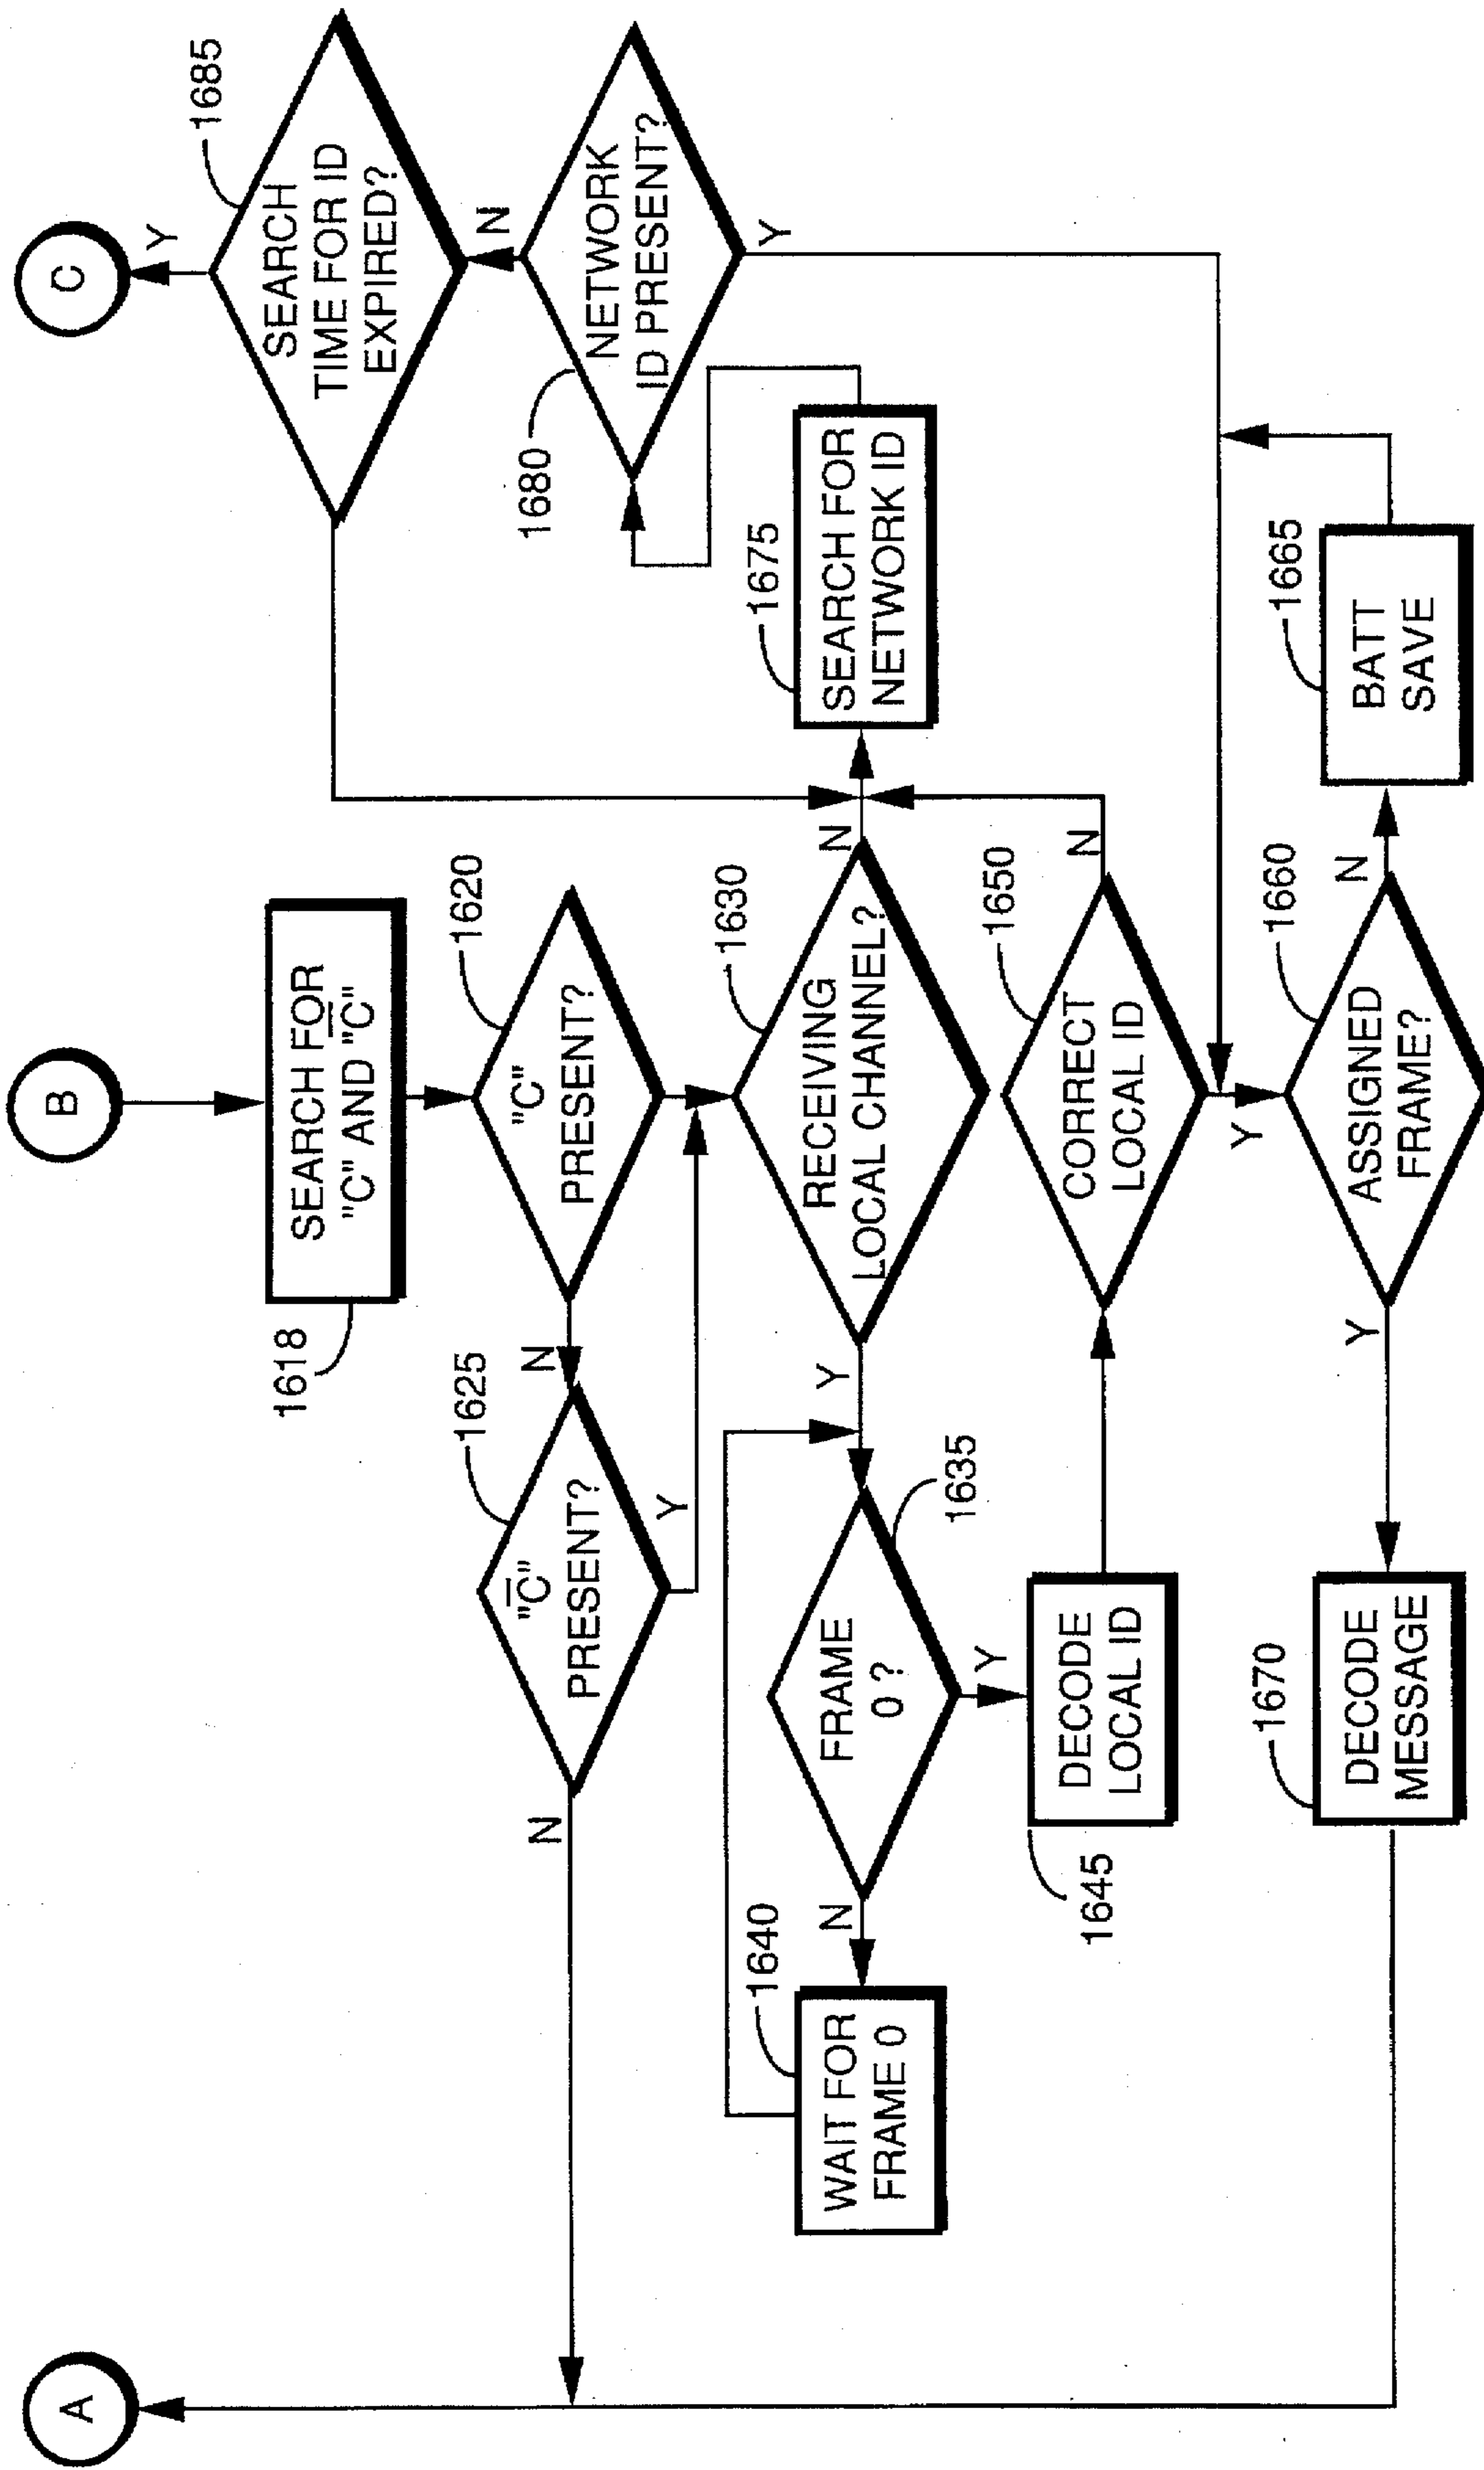 A
B
C
SEARCH FOR
"C" AND "C̅"
1618
"C"
PRESENT?
1620
N
"C̅"
PRESENT?
1625
N
Y
RECEIVING
LOCAL CHANNEL?
1630
Y
N
FRAME
0 ?
1635
N
Y
WAIT FOR
FRAME 0
1640
DECODE
LOCAL ID
1645
CORRECT
LOCAL ID
1650
N
Y
ASSIGNED
FRAME?
1660
Y
N
BATT
SAVE
1665
DECODE
MESSAGE
1670
SEARCH FOR
NETWORK ID
1675
NETWORK
ID PRESENT?
1680
N
Y
SEARCH
TIME FOR ID
EXPIRED?
1685
Y